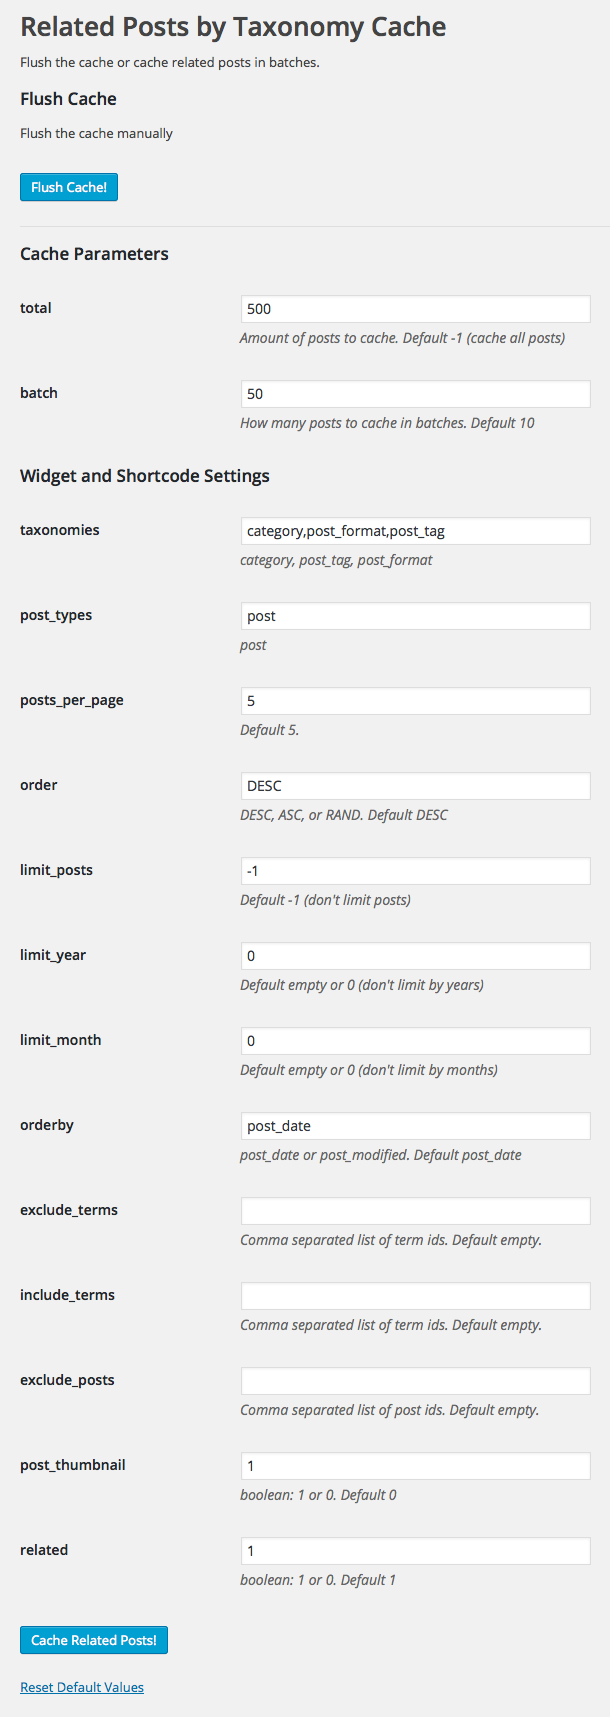 Related Posts by Taxonomy Cache
Flush the cache or cache related posts in batches.
Flush Cache
Flush the cache manually
Flush Cache!
Cache Parameters
total
500
Amount of posts to cache. Default -1 (cache all posts)
batch
50
How many posts to cache in batches. Default 10
Widget and Shortcode Settings
taxonomies
category,post_format,post_tag
category, post_tag, post_format
post_types
post
post
posts_per_page
5
Default 5.
order
DESC
DESC, ASC, or RAND. Default DESC
limit_posts
-1
Default -1 (don't limit posts)
limit_year
0
Default empty or 0 (don't limit by years)
limit_month
0
Default empty or 0 (don't limit by months)
orderby
post_date
post_date or post_modified. Default post_date
exclude_terms
Comma separated list of term ids. Default empty.
include_terms
Comma separated list of term ids. Default empty.
exclude_posts
Comma separated list of post ids. Default empty.
post_thumbnail
1
boolean: 1 or 0. Default 0
related
1
boolean: 1 or 0. Default 1
Cache Related Posts!
Reset Default Values